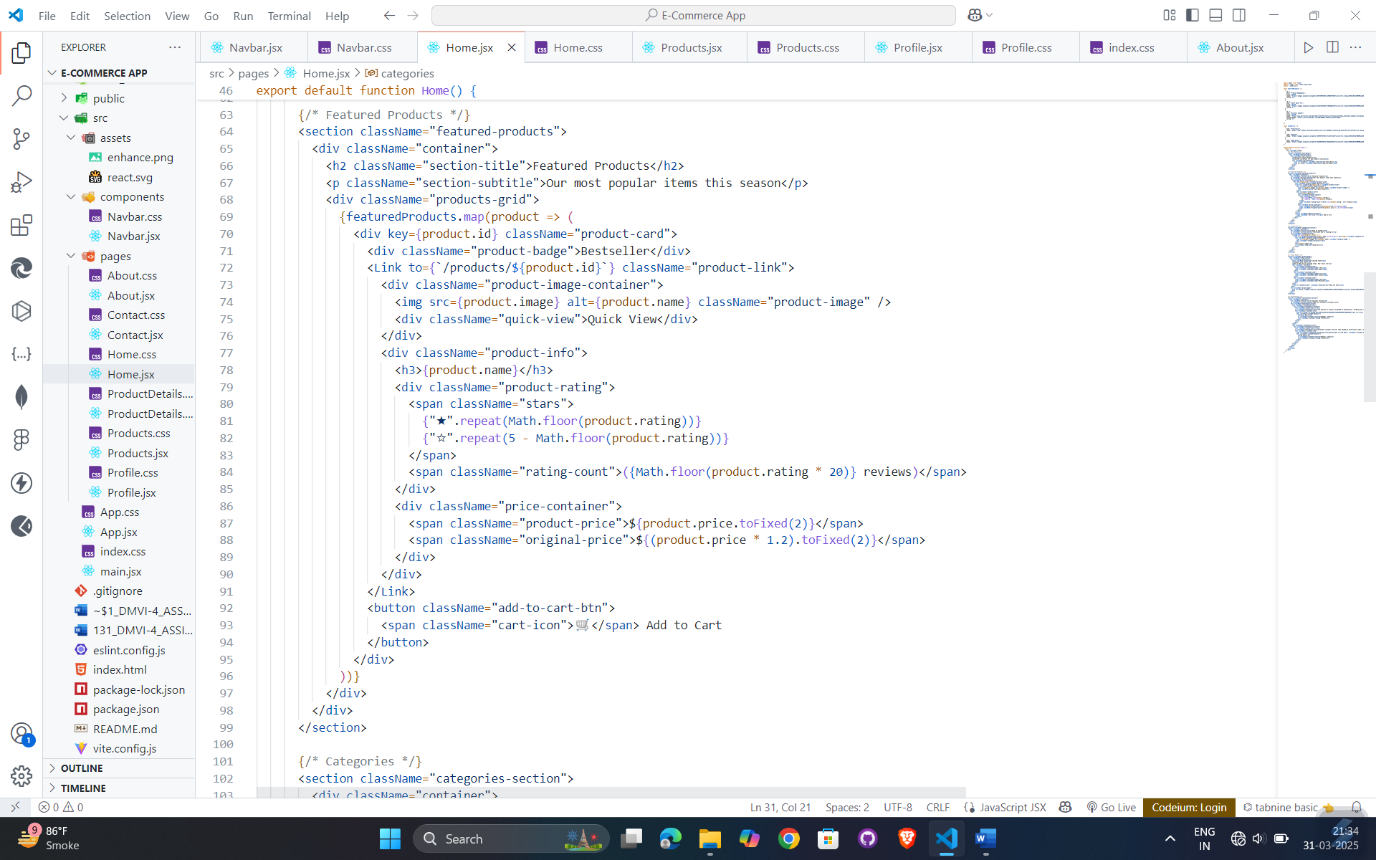 File Edit Selection View Go Run Terminal Help
E-Commerce App
EXPLORER
E-COMMERCE APP
public
src
assets
enhance.png
react.svg
components
Navbar.css
Navbar.jsx
pages
About.css
About.jsx
Contact.css
Contact.jsx
Home.css
Home.jsx
ProductDetails....
ProductDetails....
Products.css
Products.jsx
Profile.css
Profile.jsx
App.css
App.jsx
index.css
main.jsx
.gitignore
~$1_DMVI-4_ASS...
131_DMVI-4_ASSI...
eslint.config.js
index.html
package-lock.json
package.json
README.md
vite.config.js
OUTLINE
TIMELINE
Navbar.jsx Navbar.css Home.jsx Home.css Products.jsx Products.css Profile.jsx Profile.css index.css About.jsx
src > pages > Home.jsx > categories
46 export default function Home() {
63 {/* Featured Products */}
64 <section className="featured-products">
65 <div className="container">
66 <h2 className="section-title">Featured Products</h2>
67 <p className="section-subtitle">Our most popular items this season</p>
68 <div className="products-grid">
69 {featuredProducts.map(product => (
70 <div key={product.id} className="product-card">
71 <div className="product-badge">Bestseller</div>
72 <Link to={`/products/${product.id}`} className="product-link">
73 <div className="product-image-container">
74 <img src={product.image} alt={product.name} className="product-image" />
75 <div className="quick-view">Quick View</div>
76 </div>
77 <div className="product-info">
78 <h3>{product.name}</h3>
79 <div className="product-rating">
80 <span className="stars">
81 {"★".repeat(Math.floor(product.rating))}
82 {"☆".repeat(5 - Math.floor(product.rating))}
83 </span>
84 <span className="rating-count">({Math.floor(product.rating * 20)} reviews)</span>
85 </div>
86 <div className="price-container">
87 <span className="product-price">${product.price.toFixed(2)}</span>
88 <span className="original-price">${(product.price * 1.2).toFixed(2)}</span>
89 </div>
90 </div>
91 </Link>
92 <button className="add-to-cart-btn">
93 <span className="cart-icon">🛒</span> Add to Cart
94 </button>
95 </div>
96 ))}
97 </div>
98 </div>
99 </section>
100
101 {/* Categories */}
102 <section className="categories-section">
103 <div className="container">
0 0 Ln 31, Col 21 Spaces: 2 UTF-8 CRLF JavaScript JSX Go Live Codeium: Login tabnine basic
1
9
86°F
Smoke
Search
ENG
IN
21:34
31-03-2025